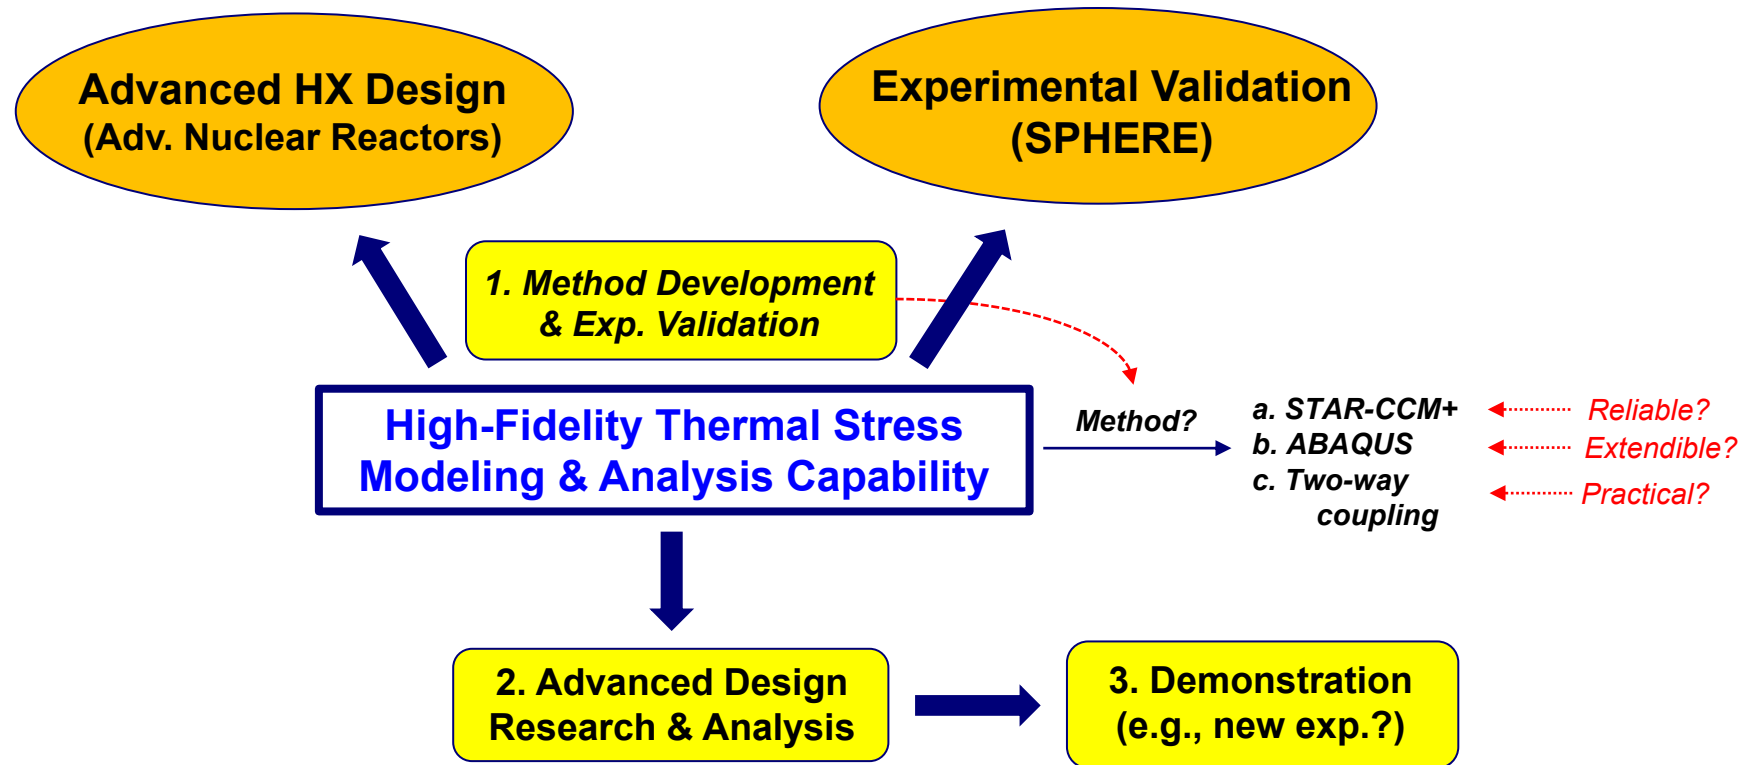 Advanced HX Design
(Adv. Nuclear Reactors)
Experimental Validation
(SPHERE)
1. Method Development
& Exp. Validation
High-Fidelity Thermal Stress
Modeling & Analysis Capability
Method?
a. STAR-CCM+
b. ABAQUS
c. Two-way
coupling
Reliable?
Extendible?
Practical?
2. Advanced Design
Research & Analysis
3. Demonstration
(e.g., new exp.?)